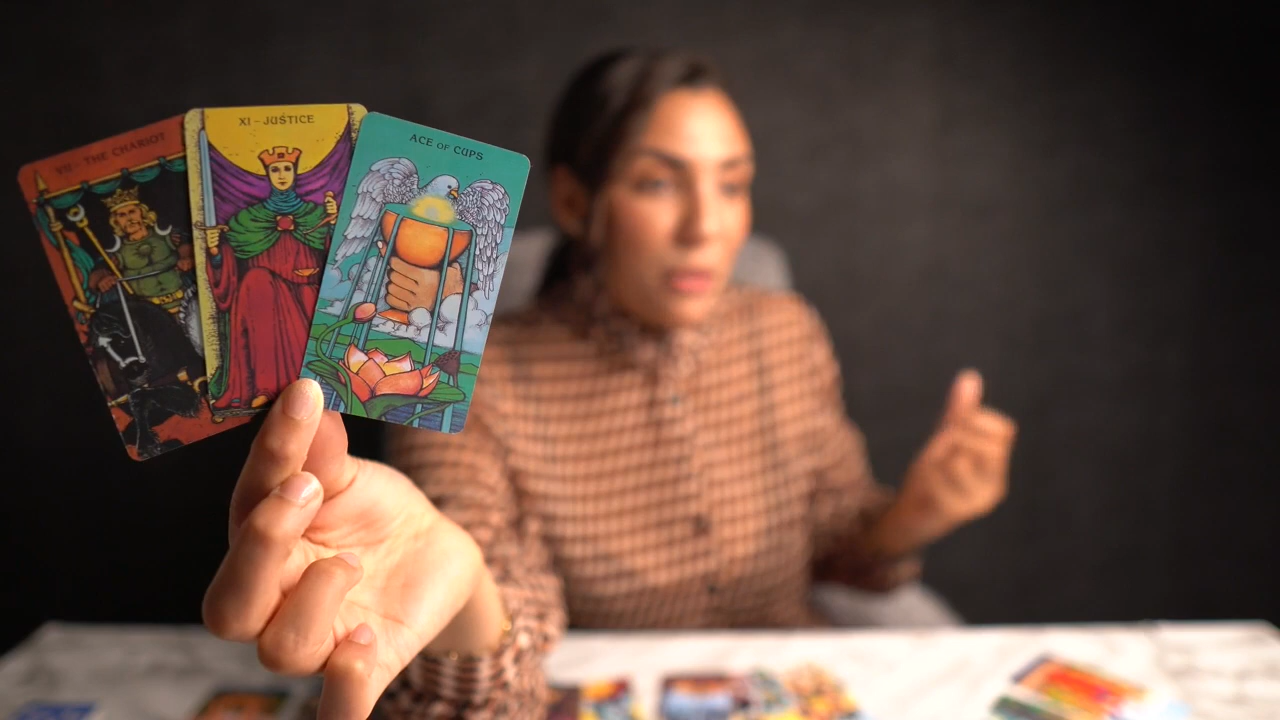 VII - THE CHARIOT
XI - JUSTICE
ACE OF CUPS